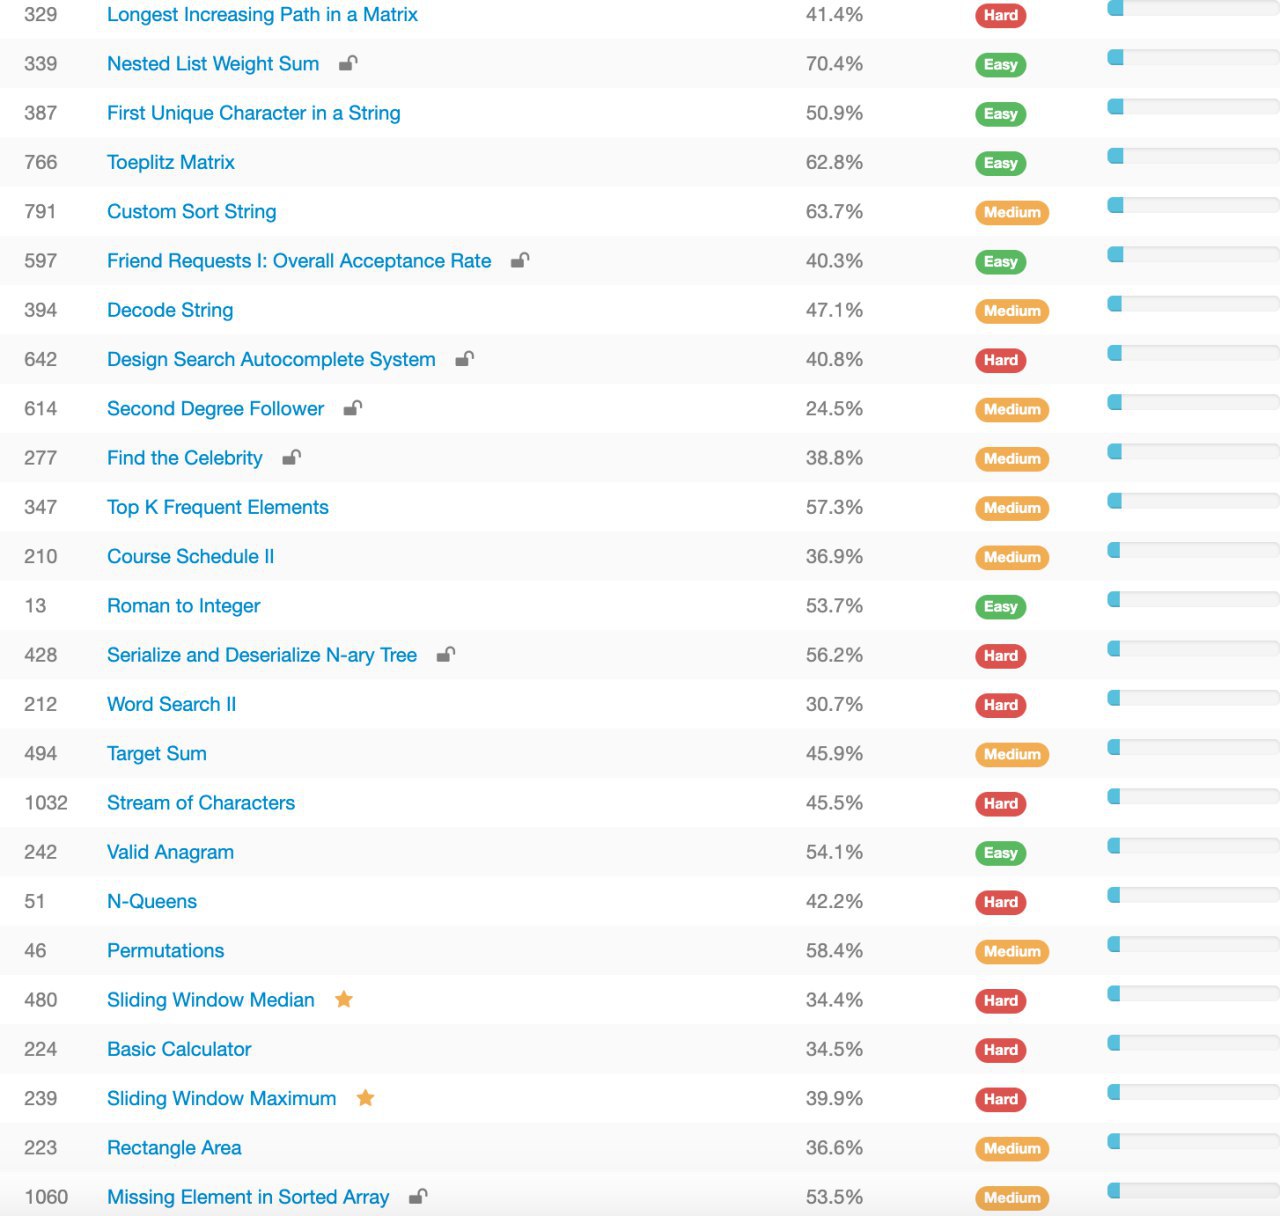 329 Longest Increasing Path in a Matrix 41.4% Hard
339 Nested List Weight Sum 70.4% Easy
387 First Unique Character in a String 50.9% Easy
766 Toeplitz Matrix 62.8% Easy
791 Custom Sort String 63.7% Medium
597 Friend Requests I: Overall Acceptance Rate 40.3% Easy
394 Decode String 47.1% Medium
642 Design Search Autocomplete System 40.8% Hard
614 Second Degree Follower 24.5% Medium
277 Find the Celebrity 38.8% Medium
347 Top K Frequent Elements 57.3% Medium
210 Course Schedule II 36.9% Medium
13 Roman to Integer 53.7% Easy
428 Serialize and Deserialize N-ary Tree 56.2% Hard
212 Word Search II 30.7% Hard
494 Target Sum 45.9% Medium
1032 Stream of Characters 45.5% Hard
242 Valid Anagram 54.1% Easy
51 N-Queens 42.2% Hard
46 Permutations 58.4% Medium
480 Sliding Window Median 34.4% Hard
224 Basic Calculator 34.5% Hard
239 Sliding Window Maximum 39.9% Hard
223 Rectangle Area 36.6% Medium
1060 Missing Element in Sorted Array 53.5% Medium